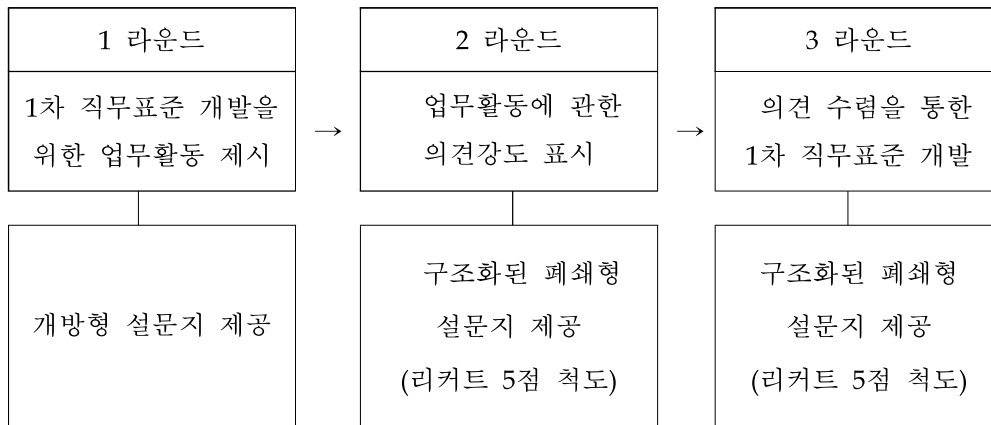 1 라운드
1차 직무표준 개발을
위한 업무활동 제시
개방형 설문지 제공
→
2 라운드
업무활동에 관한
의견강도 표시
구조화된 폐쇄형
설문지 제공
(리커트 5점 척도)
→
3 라운드
의견 수렴을 통한
1차 직무표준 개발
구조화된 폐쇄형
설문지 제공
(리커트 5점 척도)